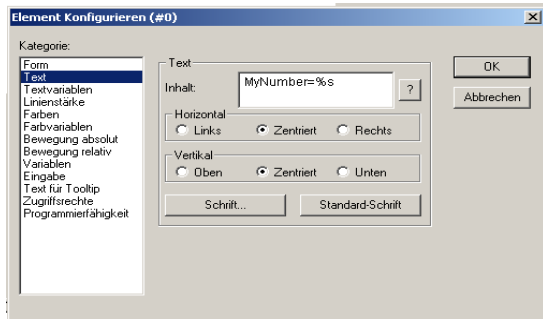 Element Konfigurieren (#0)
Kategorie:
Form
Text
Textvariablen
Linienstärke
Farben
Farbvariablen
Bewegung absolut
Bewegung relativ
Variablen
Eingabe
Text für Tooltip
Zugriffsrechte
Programmierfähigkeit
Text
Inhalt:
MyNumber=%s
?
Horizontal
Links Zentriert Rechts
Vertikal
Oben Zentriert Unten
Schrift... Standard-Schrift
OK
Abbrechen